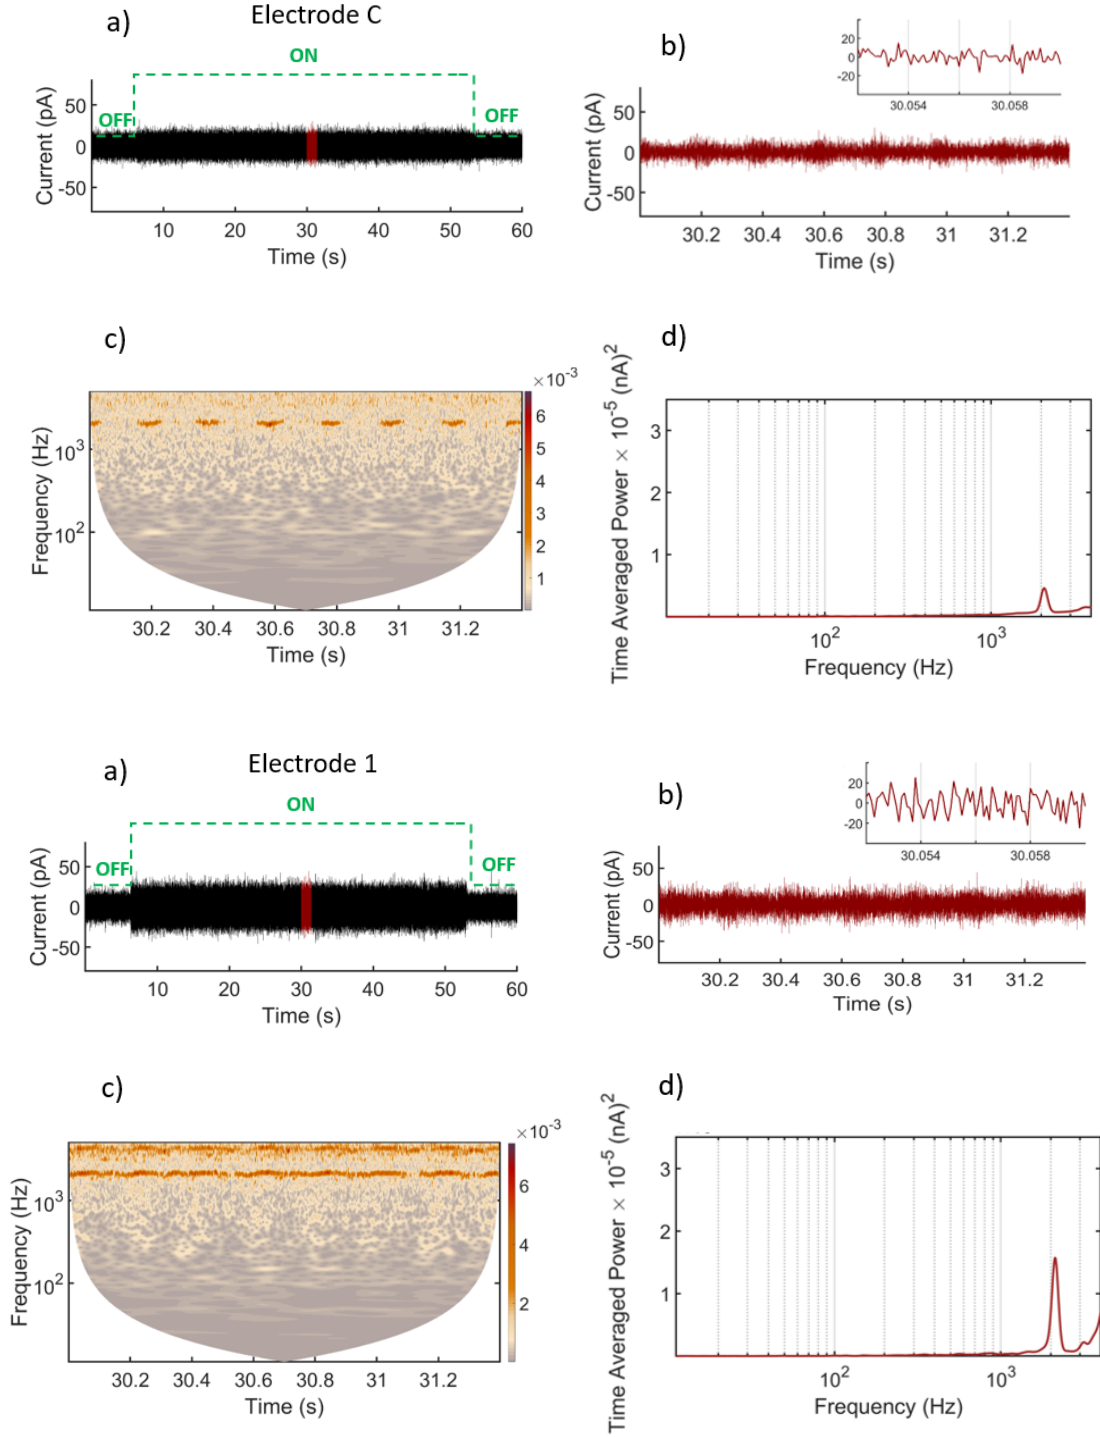 a)
Electrode C
ON
OFF
OFF
Current (pA)
50
0
-50
10 20 30 40 50 60
Time (s)
b)
20
0
-20
30.054 30.058
Current (pA)
50
0
-50
30.2 30.4 30.6 30.8 31 31.2
Time (s)
c)
×10-3
Frequency (Hz)
103
102
6
5
4
3
2
1
30.2 30.4 30.6 30.8 31 31.2
Time (s)
d)
Time Averaged Power × 10-5 (nA)2
3
2
1
102 103
Frequency (Hz)
a)
Electrode 1
ON
OFF
OFF
Current (pA)
50
0
-50
10 20 30 40 50 60
Time (s)
b)
20
0
-20
30.054 30.058
Current (pA)
50
0
-50
30.2 30.4 30.6 30.8 31 31.2
Time (s)
c)
×10-3
Frequency (Hz)
103
102
6
4
2
30.2 30.4 30.6 30.8 31 31.2
Time (s)
d)
Time Averaged Power × 10-5 (nA)2
3
2
1
102 103
Frequency (Hz)